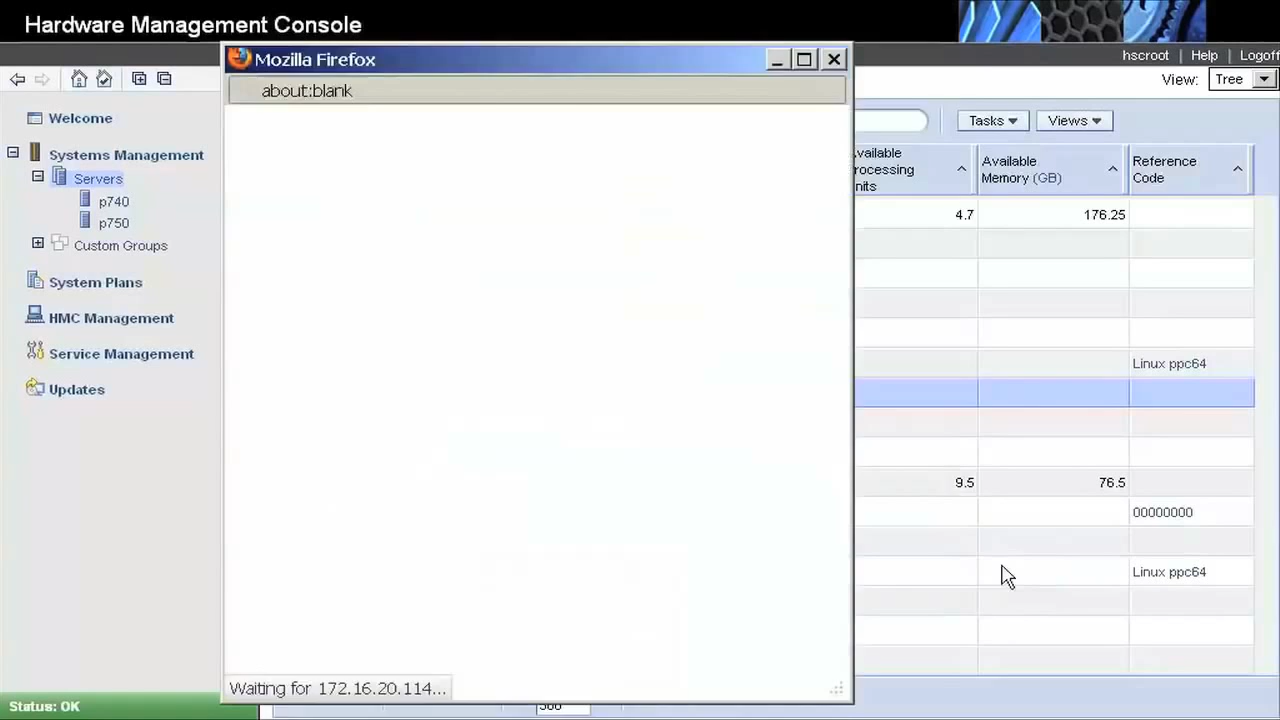 Hardware Management Console
Mozilla Firefox
about:blank
hscroot | Help | Logoff
View: Tree
Welcome
Systems Management
Servers
p740
p750
Custom Groups
System Plans
HMC Management
Service Management
Updates
Tasks
Views
Available
Memory (GB)
Reference
Code
4.7
176.25
Linux ppc64
9.5
76.5
00000000
Linux ppc64
Waiting for 172.16.20.114...
Status: OK